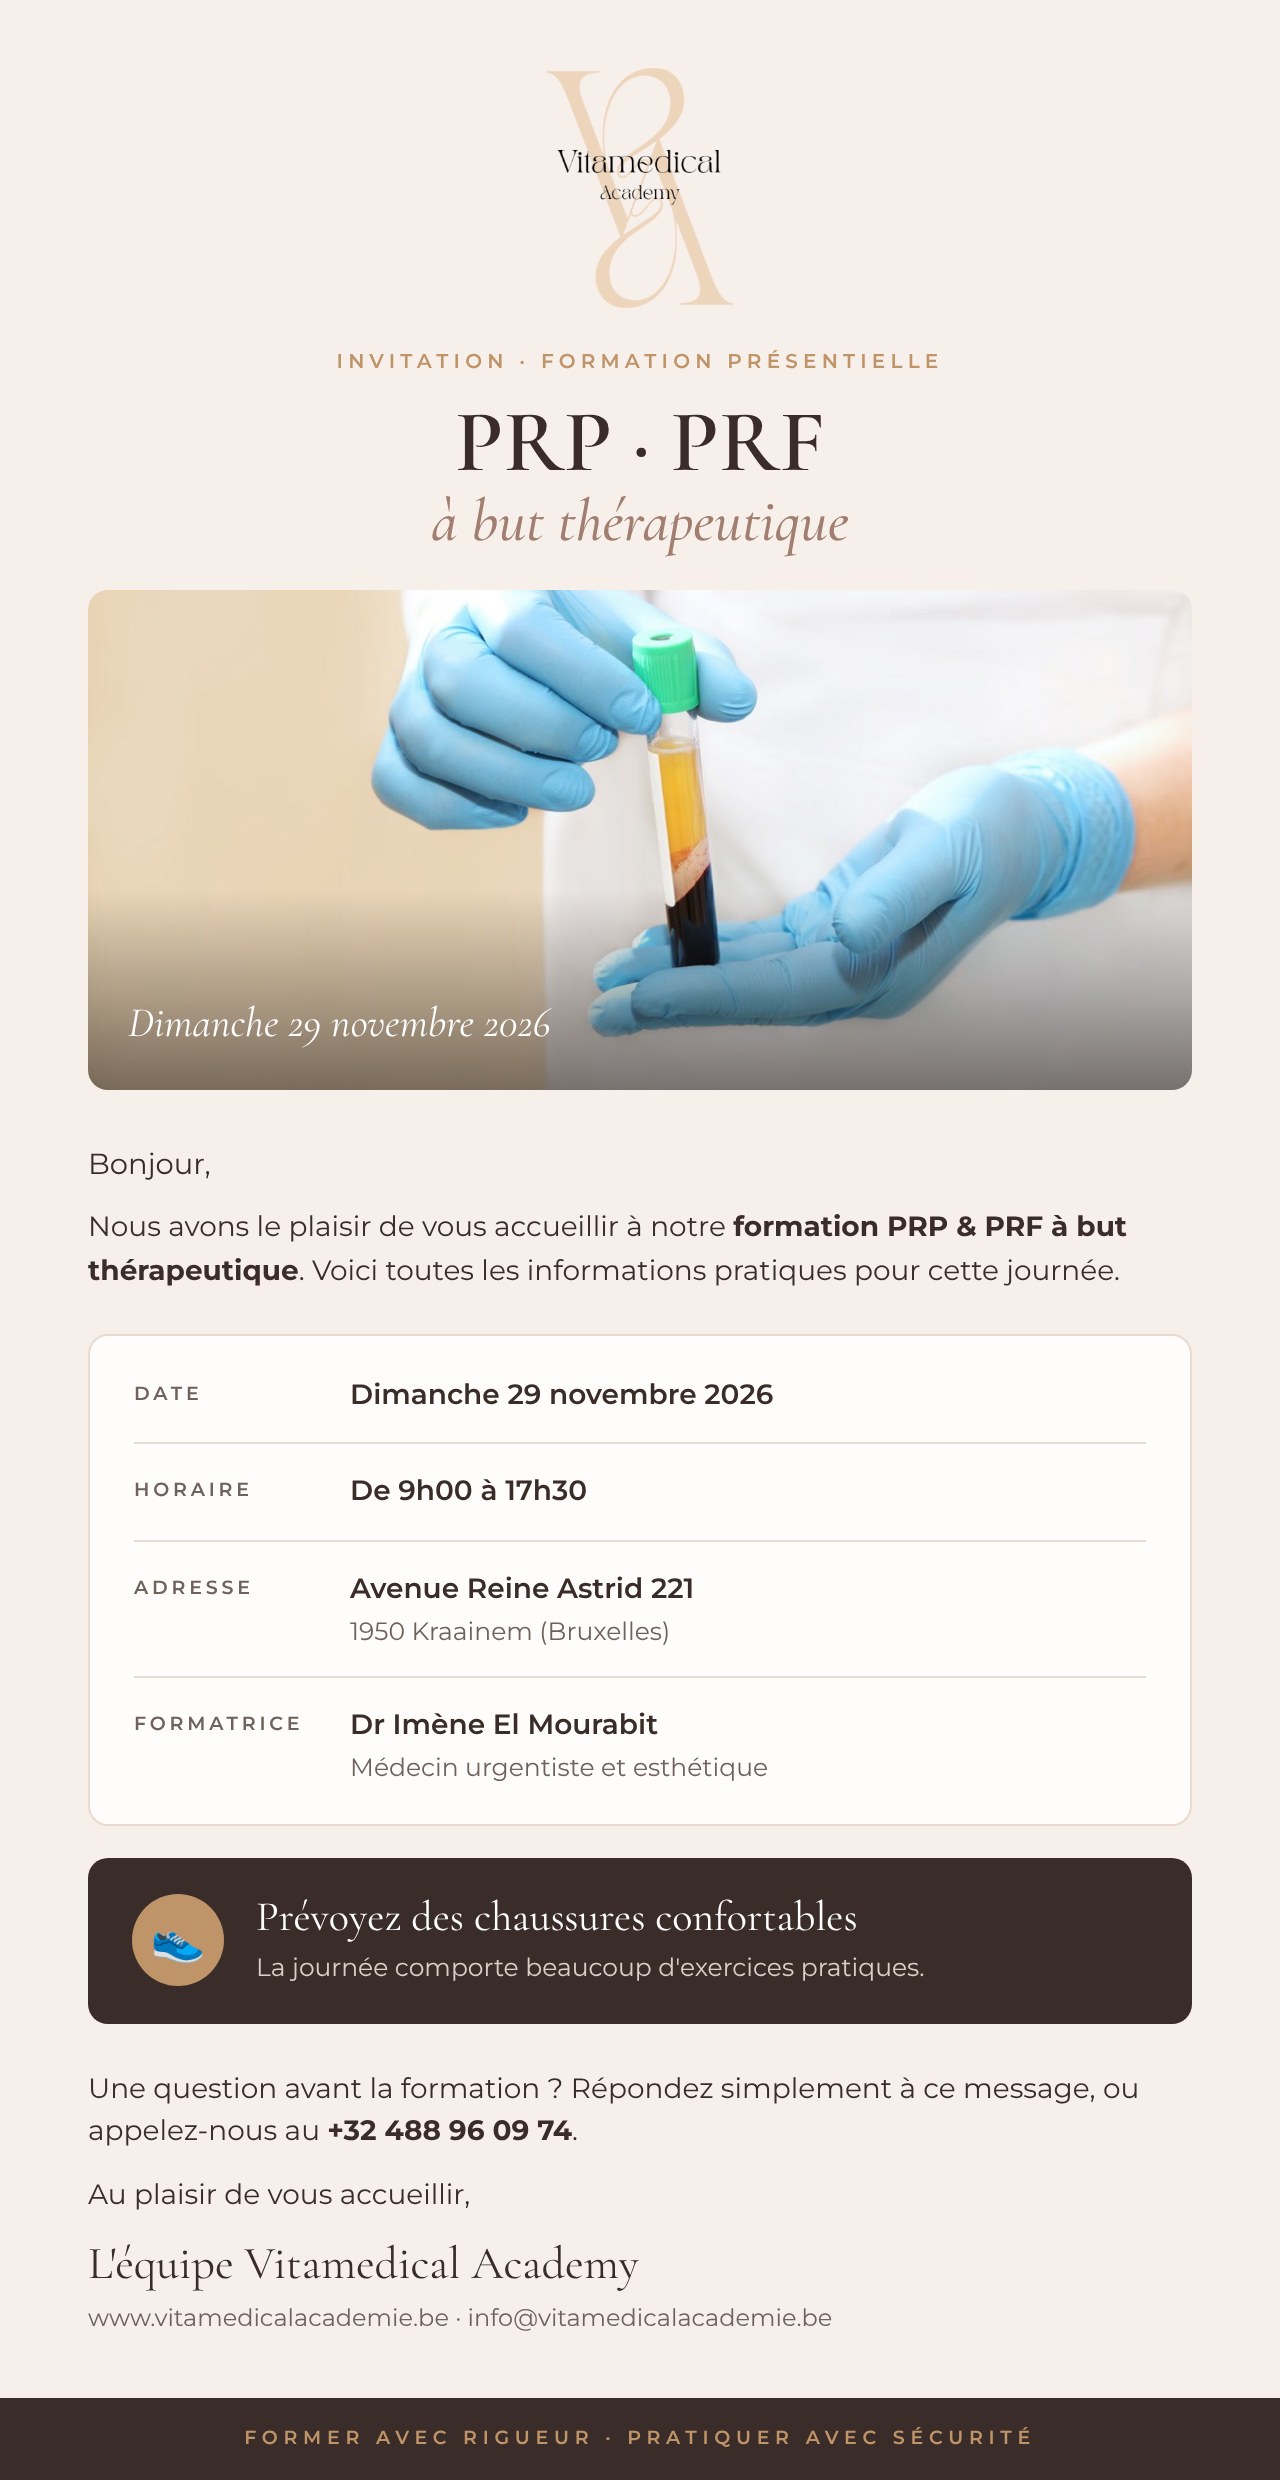 Vitamedical
Academy
INVITATION · FORMATION PRÉSENTIELLE
PRP · PRF
à but thérapeutique
Dimanche 29 novembre 2026
Bonjour,
Nous avons le plaisir de vous accueillir à notre formation PRP & PRF à but
thérapeutique. Voici toutes les informations pratiques pour cette journée.
DATE Dimanche 29 novembre 2026
HORAIRE De 9h00 à 17h30
ADRESSE Avenue Reine Astrid 221
1950 Kraainem (Bruxelles)
FORMATRICE Dr Imène El Mourabit
Médecin urgentiste et esthétique
Prévoyez des chaussures confortables
La journée comporte beaucoup d'exercices pratiques.
Une question avant la formation ? Répondez simplement à ce message, ou
appelez-nous au +32 488 96 09 74.
Au plaisir de vous accueillir,
L'équipe Vitamedical Academy
www.vitamedicalacademie.be · info@vitamedicalacademie.be
FORMER AVEC RIGUEUR · PRATIQUER AVEC SÉCURITÉ